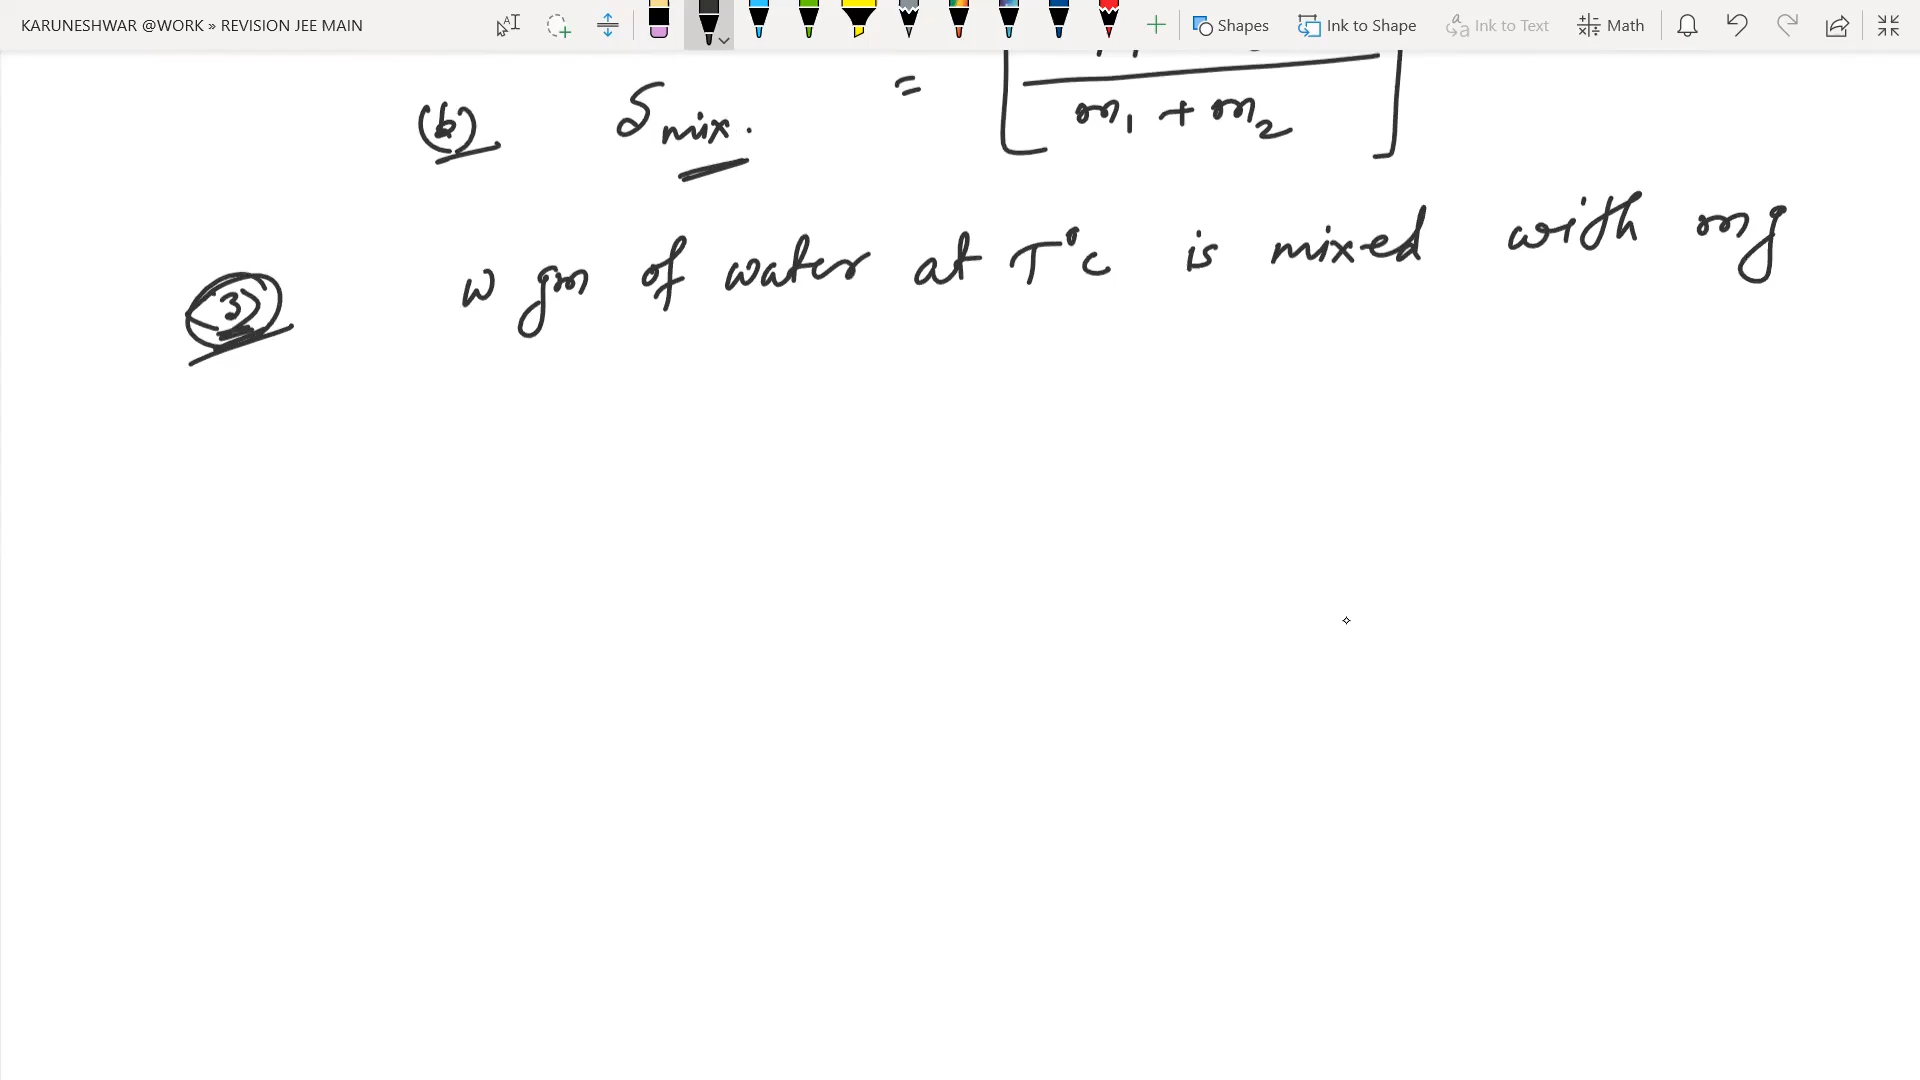 KARUNESHWAR @WORK » REVISION JEE MAIN Shapes Ink to Shape Ink to Text Math
(b) S mix. = m₁ + m₂
(3) w gm of water at T°C is mixed with m g